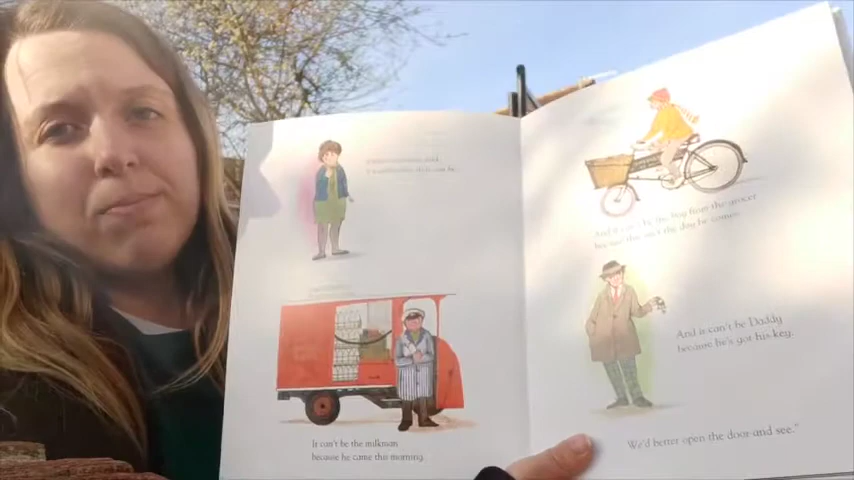 It can't be the milkman
because he came this morning.
And it can't be the boy from the grocer
because this isn't the day he comes.
And it can't be Daddy
because he's got his key.
We'd better open the door and see."